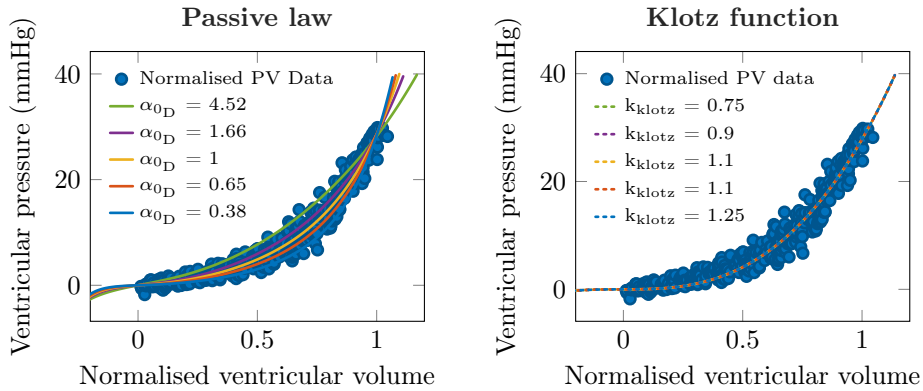 Passive law
Ventricular pressure (mmHg)
40
20
0
Normalised PV Data
α₀D = 4.52
α₀D = 1.66
α₀D = 1
α₀D = 0.65
α₀D = 0.38
0
0.5
1
Normalised ventricular volume
Klotz function
Ventricular pressure (mmHg)
40
20
0
Normalised PV data
kklotz = 0.75
kklotz = 0.9
kklotz = 1.1
kklotz = 1.1
kklotz = 1.25
0
0.5
1
Normalised ventricular volume